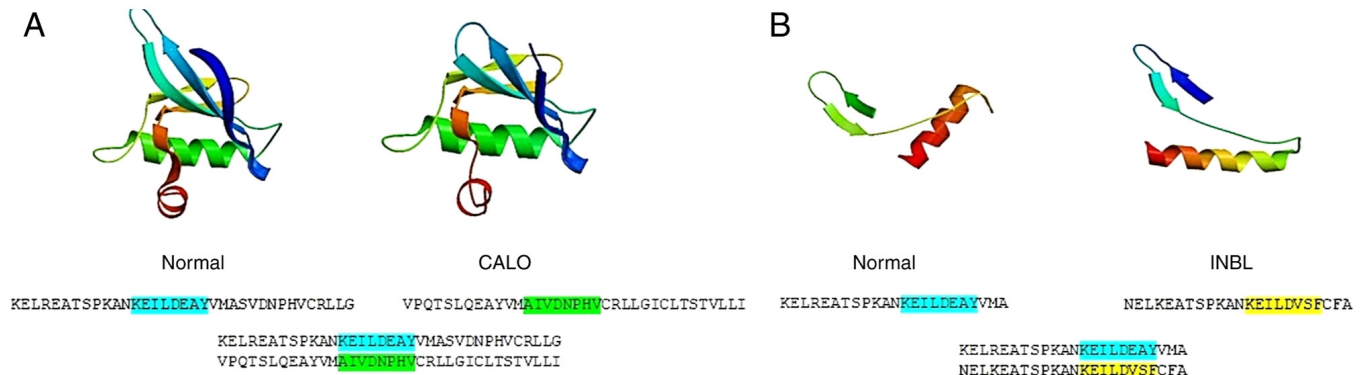 A
B
Normal
CALO
Normal
INBL
KELREATSPKANKEILDEAYVMASVDNPHVCRLLG
VPQTSLQEAYVMAIVDNPHVCRLLGICLTSTVLLI
KELREATSPKANKEILDEAYVMA
NELKEATSPKANKEILDVSFCFA
KELREATSPKANKEILDEAYVMASVDNPHVCRLLG
VPQTSLQEAYVMAIVDNPHVCRLLGICLTSTVLLI
KELREATSPKANKEILDEAYVMA
NELKEATSPKANKEILDVSFCFA